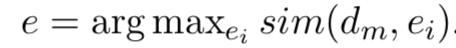 e = arg max_{e_i} sim(d_m, e_i).